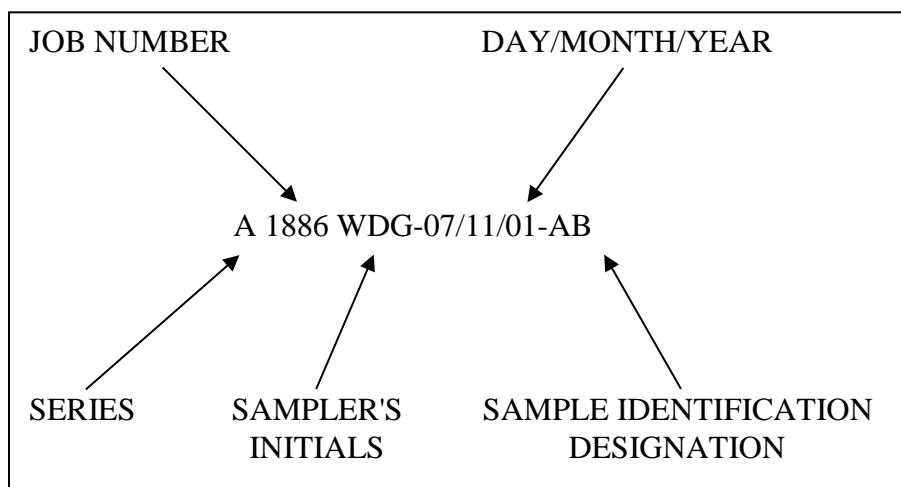 JOB NUMBER
DAY/MONTH/YEAR
A 1886 WDG-07/11/01-AB
SERIES
SAMPLER'S
INITIALS
SAMPLE IDENTIFICATION
DESIGNATION